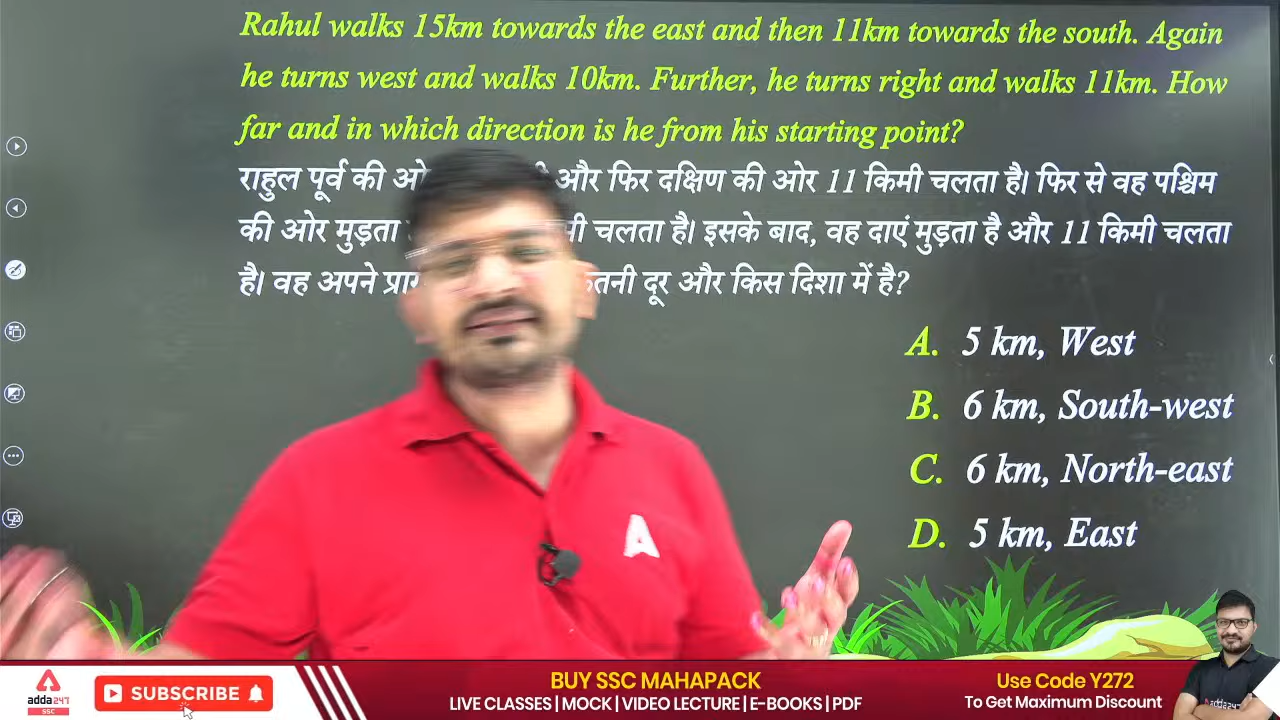 Rahul walks 15km towards the east and then 11km towards the south. Again
he turns west and walks 10km. Further, he turns right and walks 11km. How
far and in which direction is he from his starting point?
राहुल पूर्व की और फिर दक्षिण की ओर 11 किमी चलता है। फिर से वह पश्चिम
की ओर मुड़ता चलता है। इसके बाद, वह दाएं मुड़ता है और 11 किमी चलता
है। वह अपने दूर और किस दिशा में है?
A. 5 km, West
B. 6 km, South-west
C. 6 km, North-east
D. 5 km, East
A
adda247
SSC
SUBSCRIBE
BUY SSC MAHAPACK
LIVE CLASSES | MOCK | VIDEO LECTURE | E-BOOKS | PDF
Use Code Y272
To Get Maximum Discount